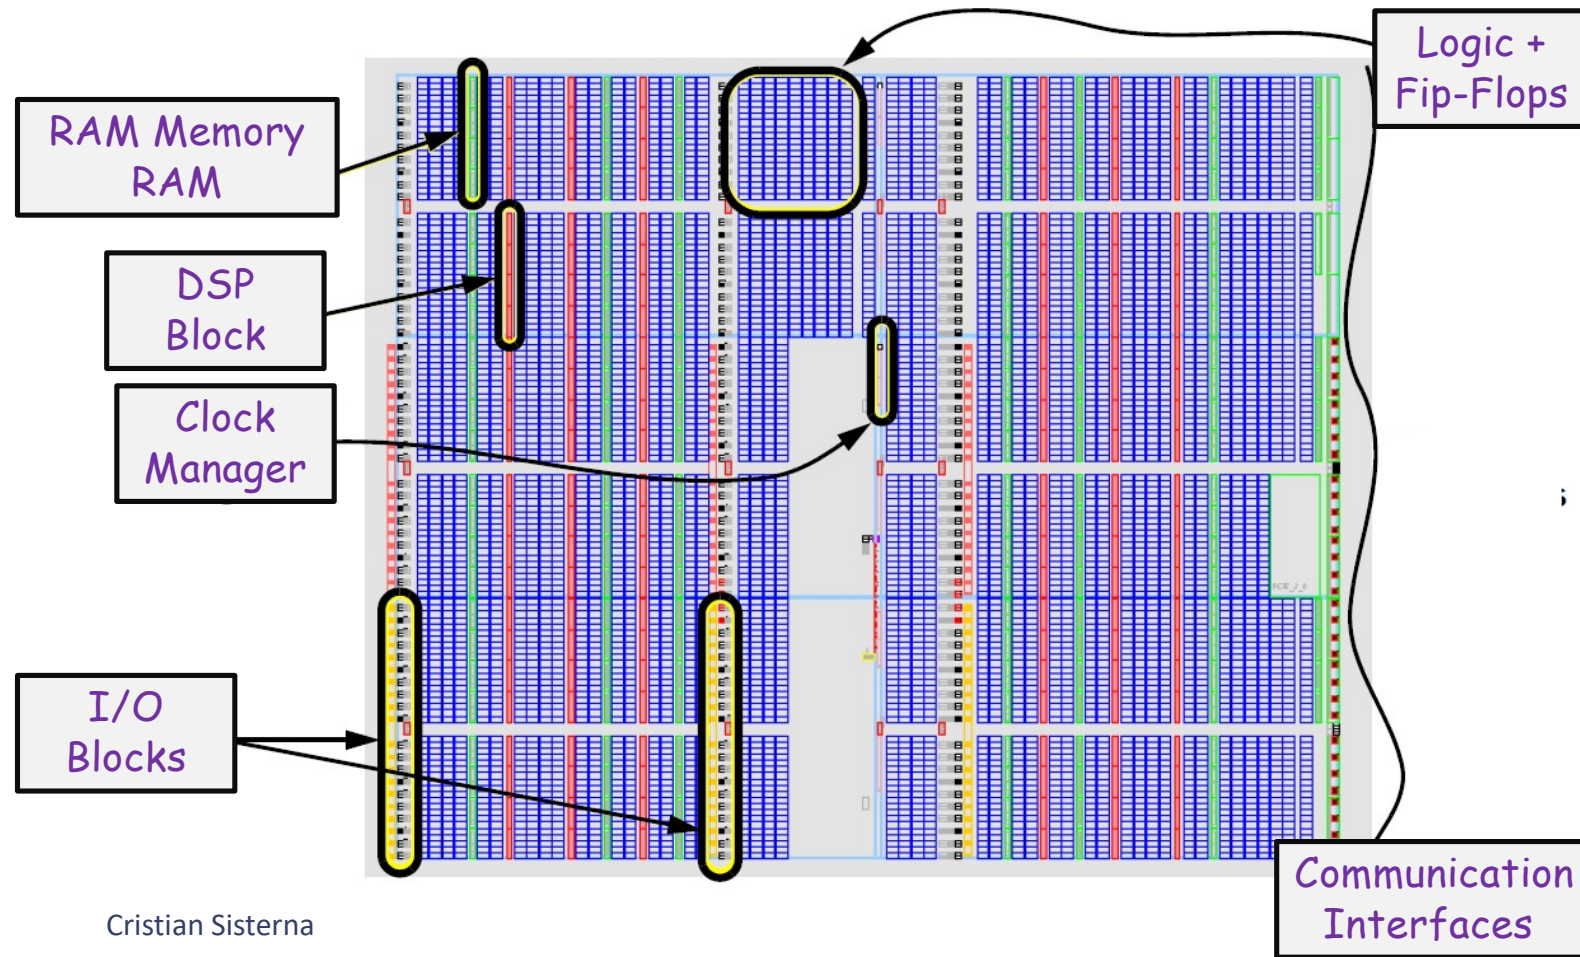 Logic +
Fip-Flops
RAM Memory
RAM
DSP
Block
Clock
Manager
I/O
Blocks
Communication
Interfaces
Cristian Sisterna